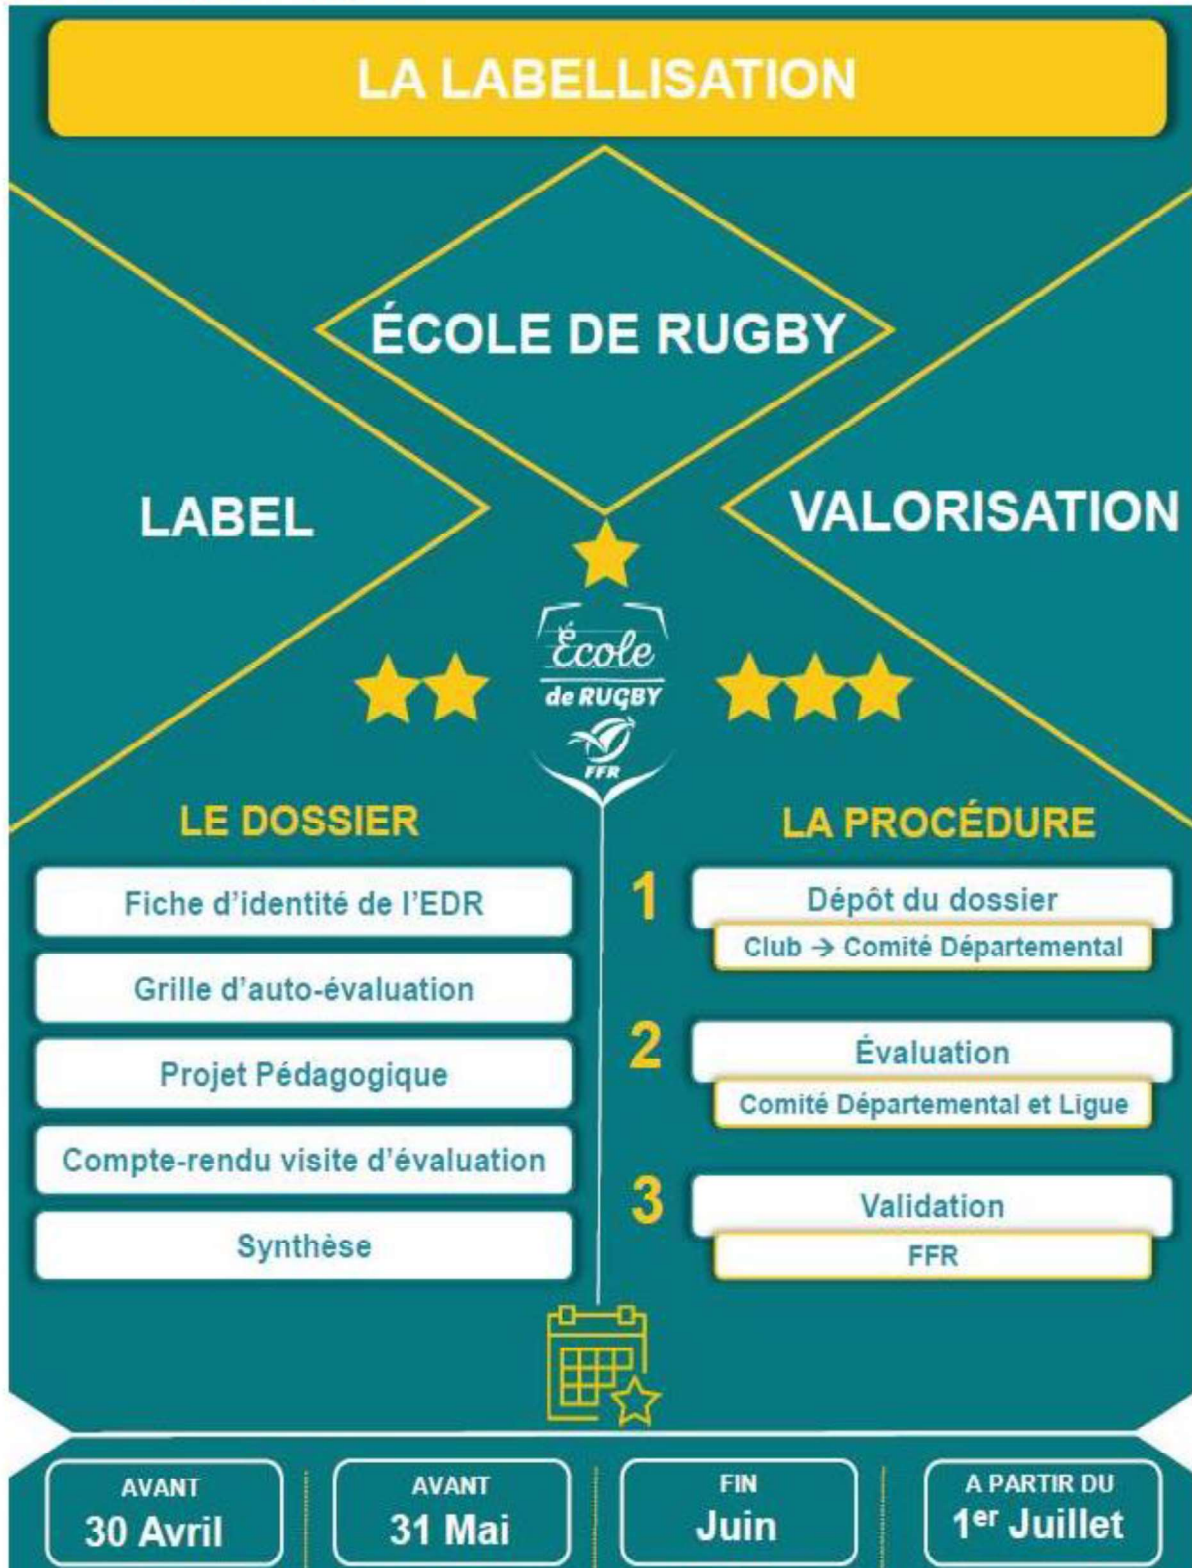 LA LABELLISATION
ÉCOLE DE RUGBY
LABEL
VALORISATION
École
de RUGBY
FFR
LE DOSSIER
Fiche d'identité de l'EDR
Grille d'auto-évaluation
Projet Pédagogique
Compte-rendu visite d'évaluation
Synthèse
LA PROCÉDURE
1
Dépôt du dossier
Club → Comité Départemental
2
Évaluation
Comité Départemental et Ligue
3
Validation
FFR
AVANT
30 Avril
AVANT
31 Mai
FIN
Juin
A PARTIR DU
1er Juillet